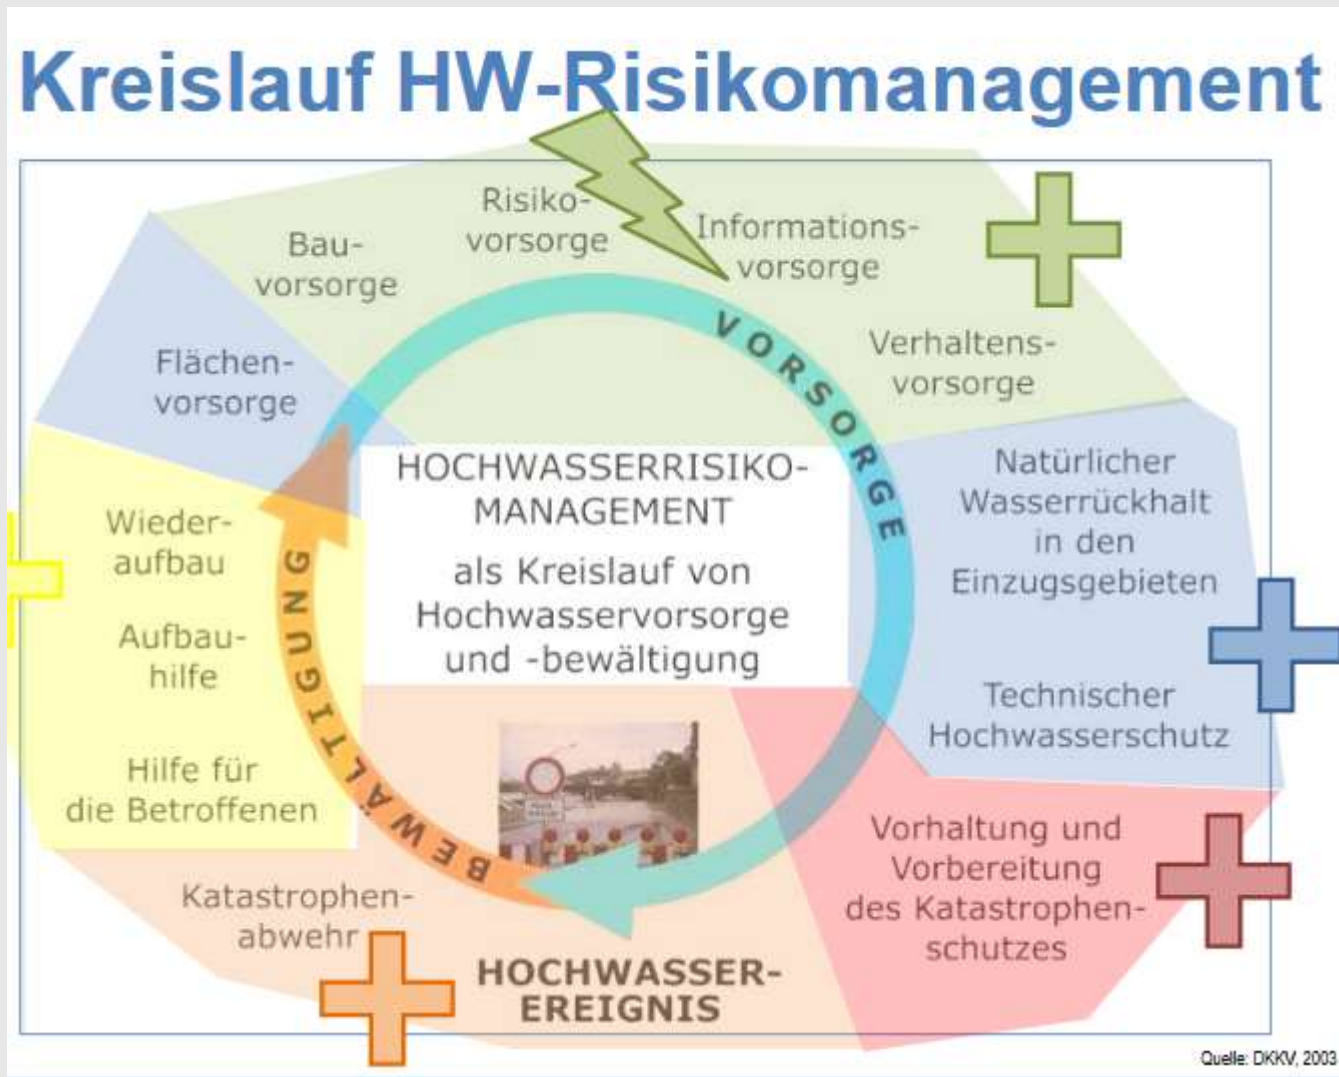 Kreislauf HW-Risikomanagement
Risiko-
vorsorge
Informations-
vorsorge
Bau-
vorsorge
Verhaltens-
vorsorge
Flächen-
vorsorge
VORSORGE
HOCHWASSERRISIKO-
MANAGEMENT
als Kreislauf von
Hochwasservorsorge
und -bewältigung
Natürlicher
Wasserrückhalt
in den
Einzugsgebieten
Technischer
Hochwasserschutz
Wieder-
aufbau
Aufbau-
hilfe
Hilfe für
die Betroffenen
BEWÄLTIGUNG
Vorhaltung und
Vorbereitung
des Katastrophen-
schutzes
Katastrophen-
abwehr
HOCHWASSER-
EREIGNIS
Quelle: DKKV, 2003